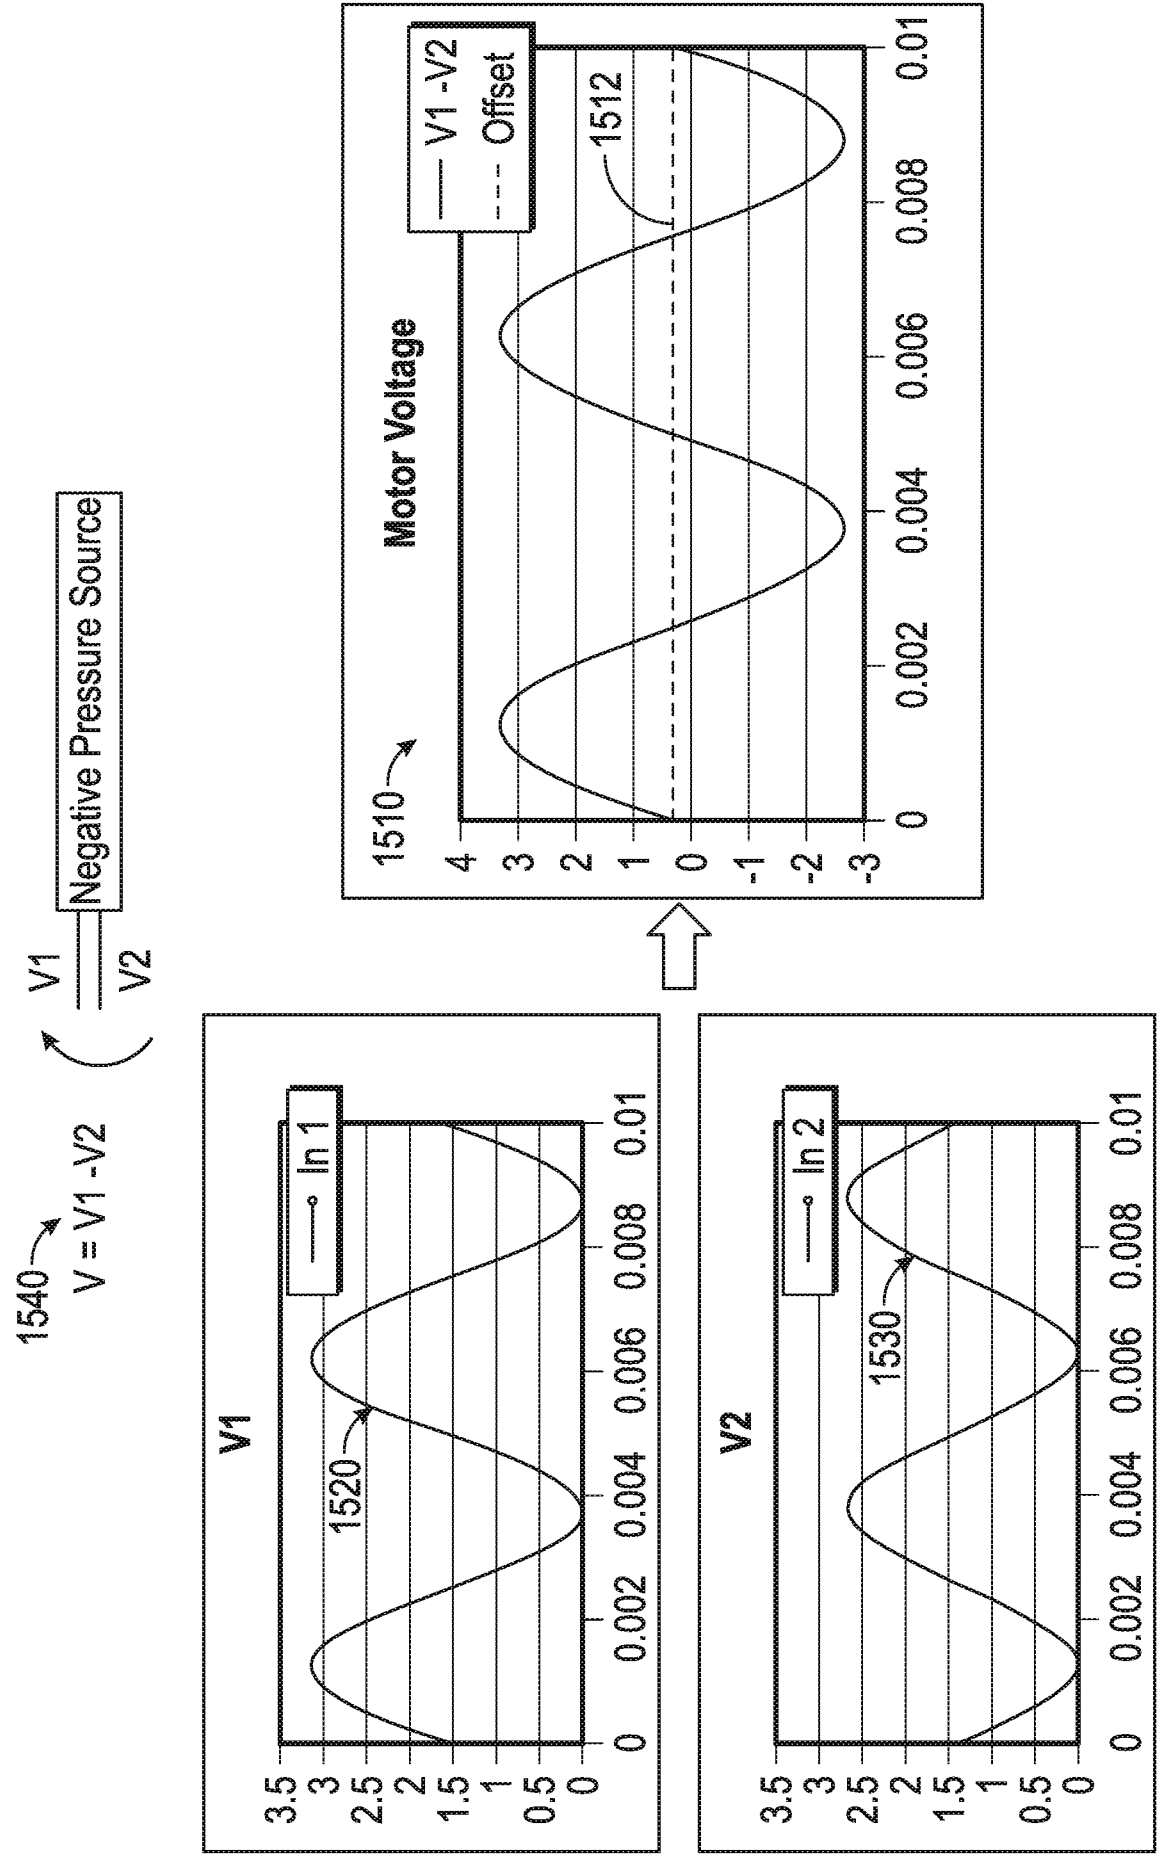 1540
V = V1 -V2
V1
V2
Negative Pressure Source
V1
In 1
1520
3.5
3
2.5
2
1.5
1
0.5
0
0 0.002 0.004 0.006 0.008 0.01
V2
In 2
1530
3.5
3
2.5
2
1.5
1
0.5
0
0 0.002 0.004 0.006 0.008 0.01
1510
Motor Voltage
V1 -V2
Offset
1512
4
3
2
1
0
-1
-2
-3
0 0.002 0.004 0.006 0.008 0.01